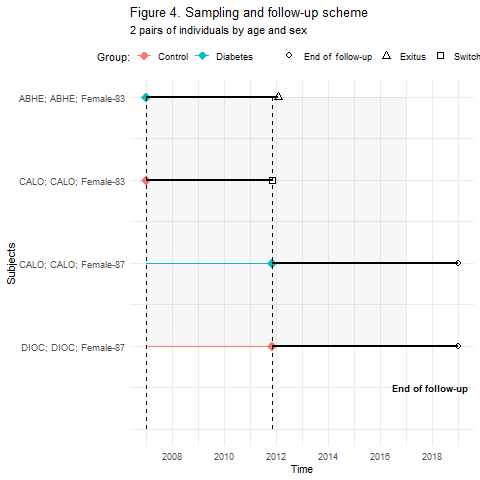 Figure 4. Sampling and follow-up scheme
2 pairs of individuals by age and sex
Group: Control Diabetes End of follow-up Exitus Switch
ABHE; ABHE; Female-83
CALO; CALO; Female-83
CALO; CALO; Female-87
DIOC; DIOC; Female-87
Subjects
End of follow-up
2008 2010 2012 2014 2016 2018
Time